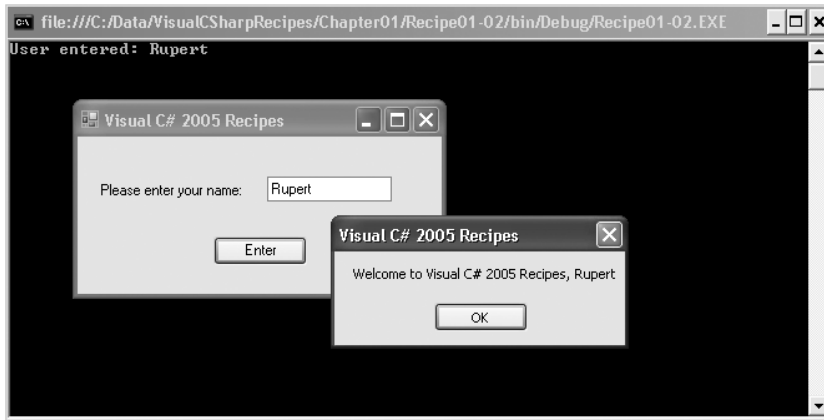 file:///C:/Data/VisualCSharpRecipes/Chapter01/Recipe01-02/bin/Debug/Recipe01-02.EXE
User entered: Rupert
Visual C# 2005 Recipes
Please enter your name: Rupert
Enter
Visual C# 2005 Recipes
Welcome to Visual C# 2005 Recipes, Rupert
OK